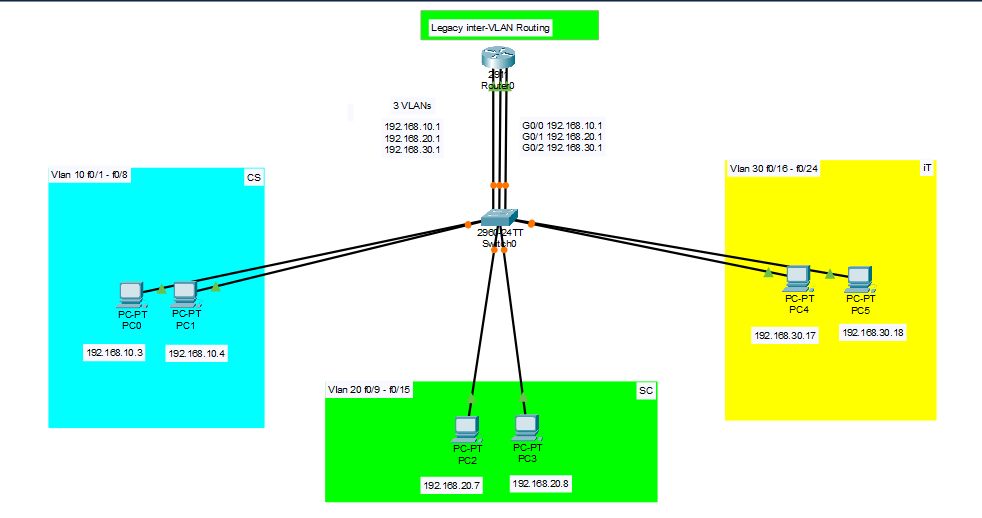 Legacy inter-VLAN Routing
2911
Router0
3 VLANs
192.168.10.1
192.168.20.1
192.168.30.1
G0/0 192.168.10.1
G0/1 192.168.20.1
G0/2 192.168.30.1
Vlan 10 f0/1 - f0/8
CS
Vlan 30 f0/16 - f0/24
iT
2960-24TT
Switch0
PC-PT
PC0
PC-PT
PC1
192.168.10.3
192.168.10.4
PC-PT
PC4
PC-PT
PC5
192.168.30.17
192.168.30.18
Vlan 20 f0/9 - f0/15
SC
PC-PT
PC2
PC-PT
PC3
192.168.20.7
192.168.20.8